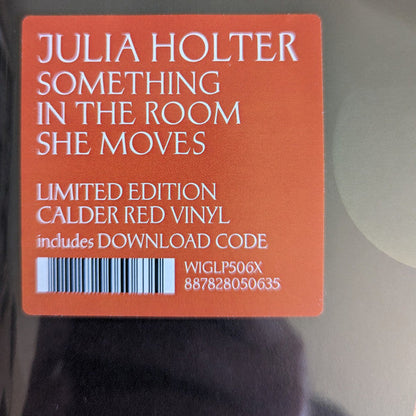 JULIA HOLTER
SOMETHING
IN THE ROOM
SHE MOVES
LIMITED EDITION
CALDER RED VINYL
includes DOWNLOAD CODE
WIGLP506X
887828050635